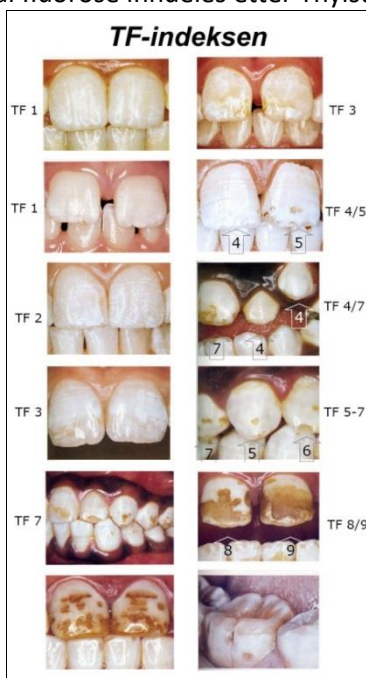 fluorose inndeles etter
TF-indeksen
TF 1
TF 3
TF 1
TF 4/5
4 5
TF 2
TF 4/7
4
7 4
TF 3
TF 5-7
7 5 6
TF 7
TF 8/9
8 9